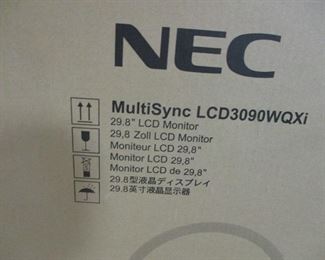 NEC
MultiSync LCD3090WQXi
29.8" LCD Monitor
29,8 Zoll LCD Monitor
Moniteur LCD 29,8"
Monitor LCD 29,8"
Monitor LCD de 29,8"
29.8型液晶ディスプレイ
29.8英寸液晶显示器